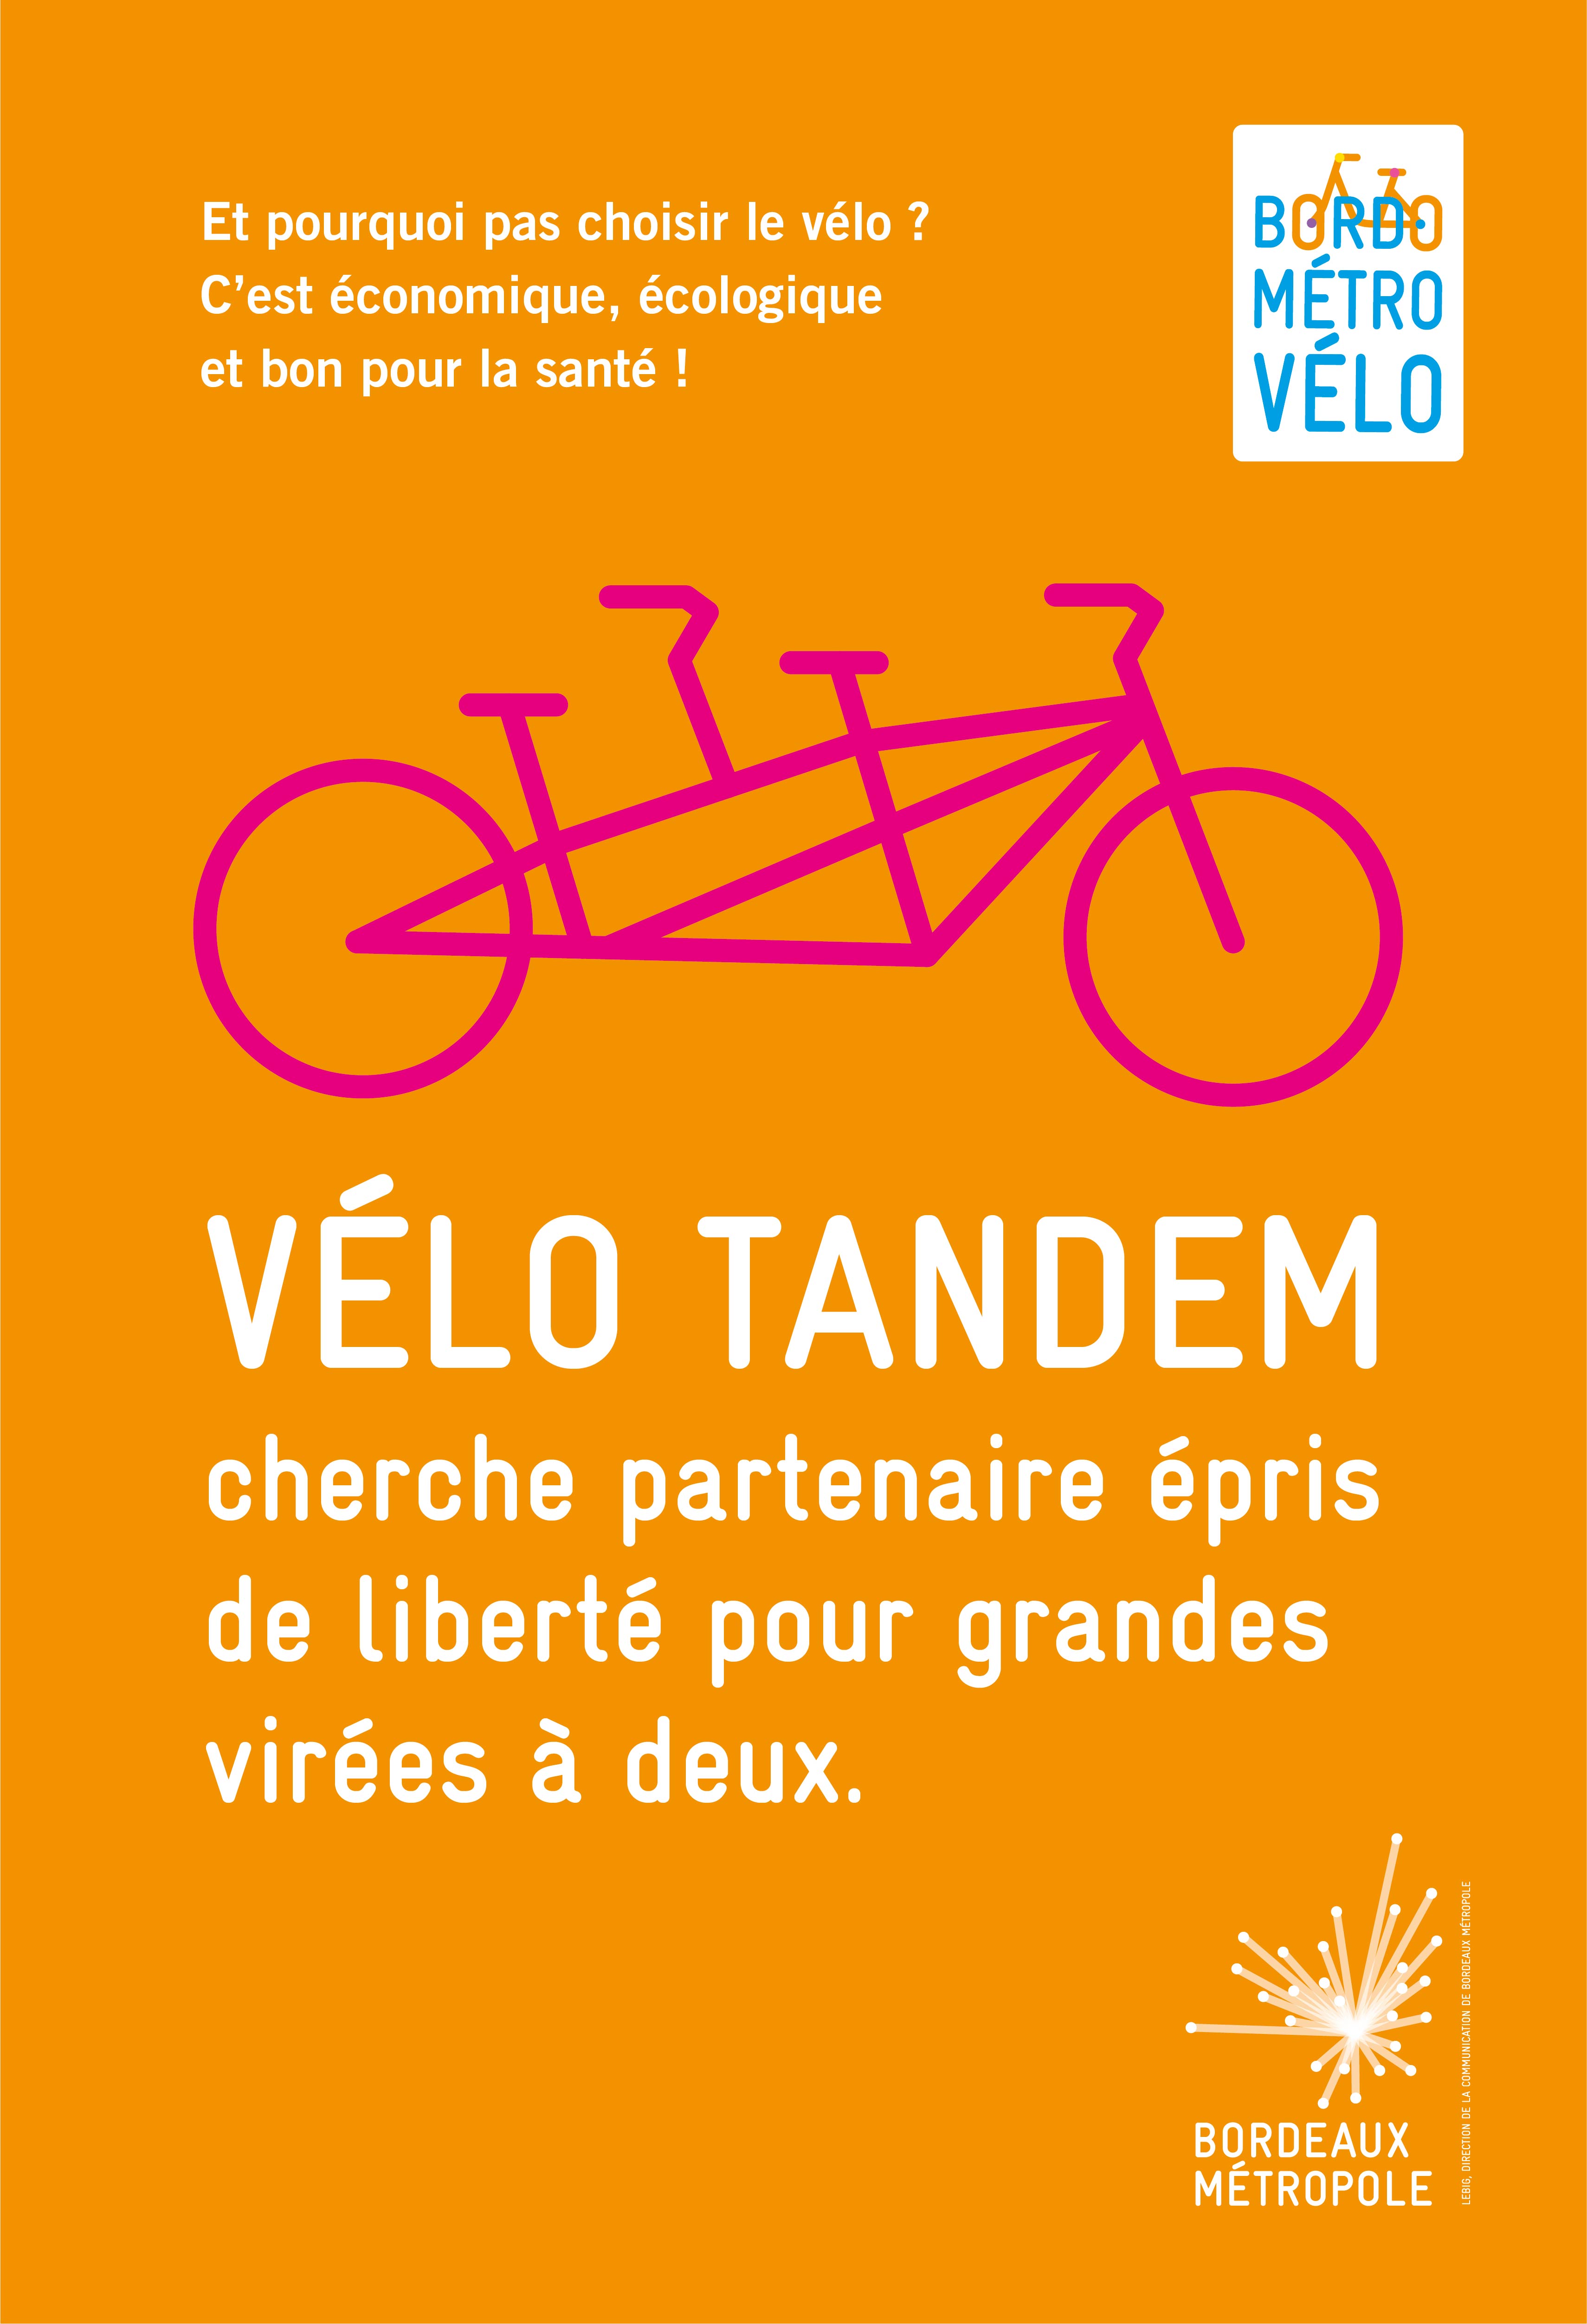 Et pourquoi pas choisir le vélo ?
C’est économique, écologique
et bon pour la santé !
BORDO
MÉTRO
VÉLO
VÉLO TANDEM
cherche partenaire épris
de liberté pour grandes
virées à deux.
BORDEAUX
MÉTROPOLE
LEBIG, DIRECTION DE LA COMMUNICATION DE BORDEAUX MÉTROPOLE